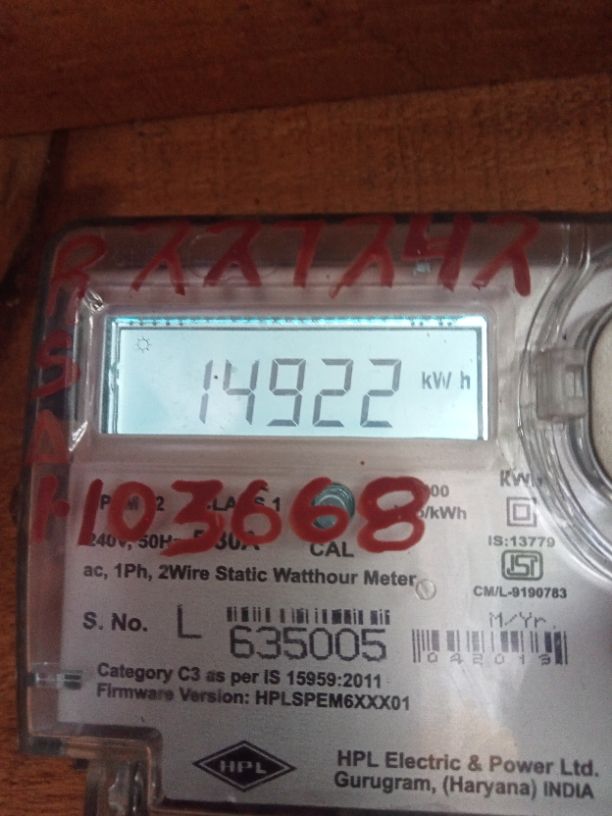 14922 kWh
103668
240V, 50Hz
CAL
IS:13779
ac, 1Ph, 2Wire Static Watthour Meter
CM/L-9190783
S. No. L 635005
M/Yr.
042019
Category C3 as per IS 15959:2011
Firmware Version: HPLSPEM6XXX01
HPL
HPL Electric & Power Ltd.
Gurugram, (Haryana) INDIA